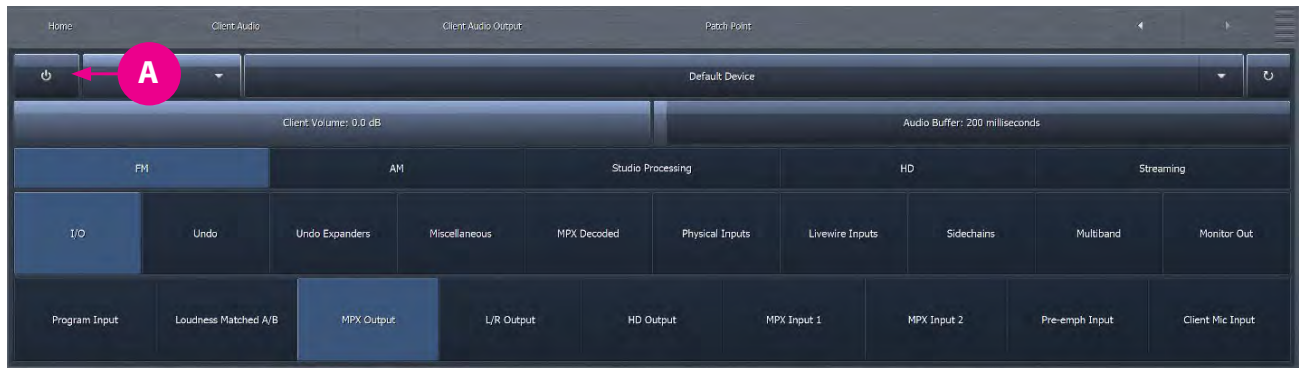 Home Client Audio Client Audio Output Patch Point
A Default Device
Client Volume: 0.0 dB Audio Buffer: 200 milliseconds
FM AM Studio Processing HD Streaming
I/O Undo Undo Expanders Miscellaneous MPX Decoded Physical Inputs Livewire Inputs Sidechains Multiband Monitor Out
Program Input Loudness Matched A/B MPX Output L/R Output HD Output MPX Input 1 MPX Input 2 Pre-emph Input Client Mic Input